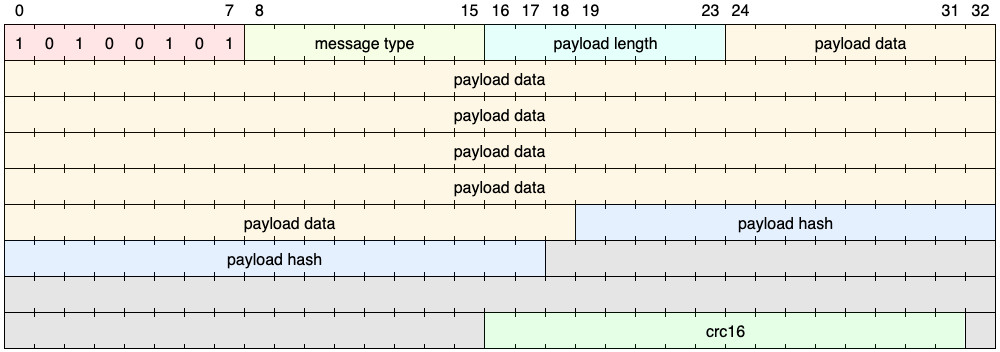 0 7 8 15 16 17 18 19 23 24 31 32
1 0 1 0 0 1 0 1 message type payload length payload data
payload data
payload data
payload data
payload data
payload data payload hash
payload hash
crc16